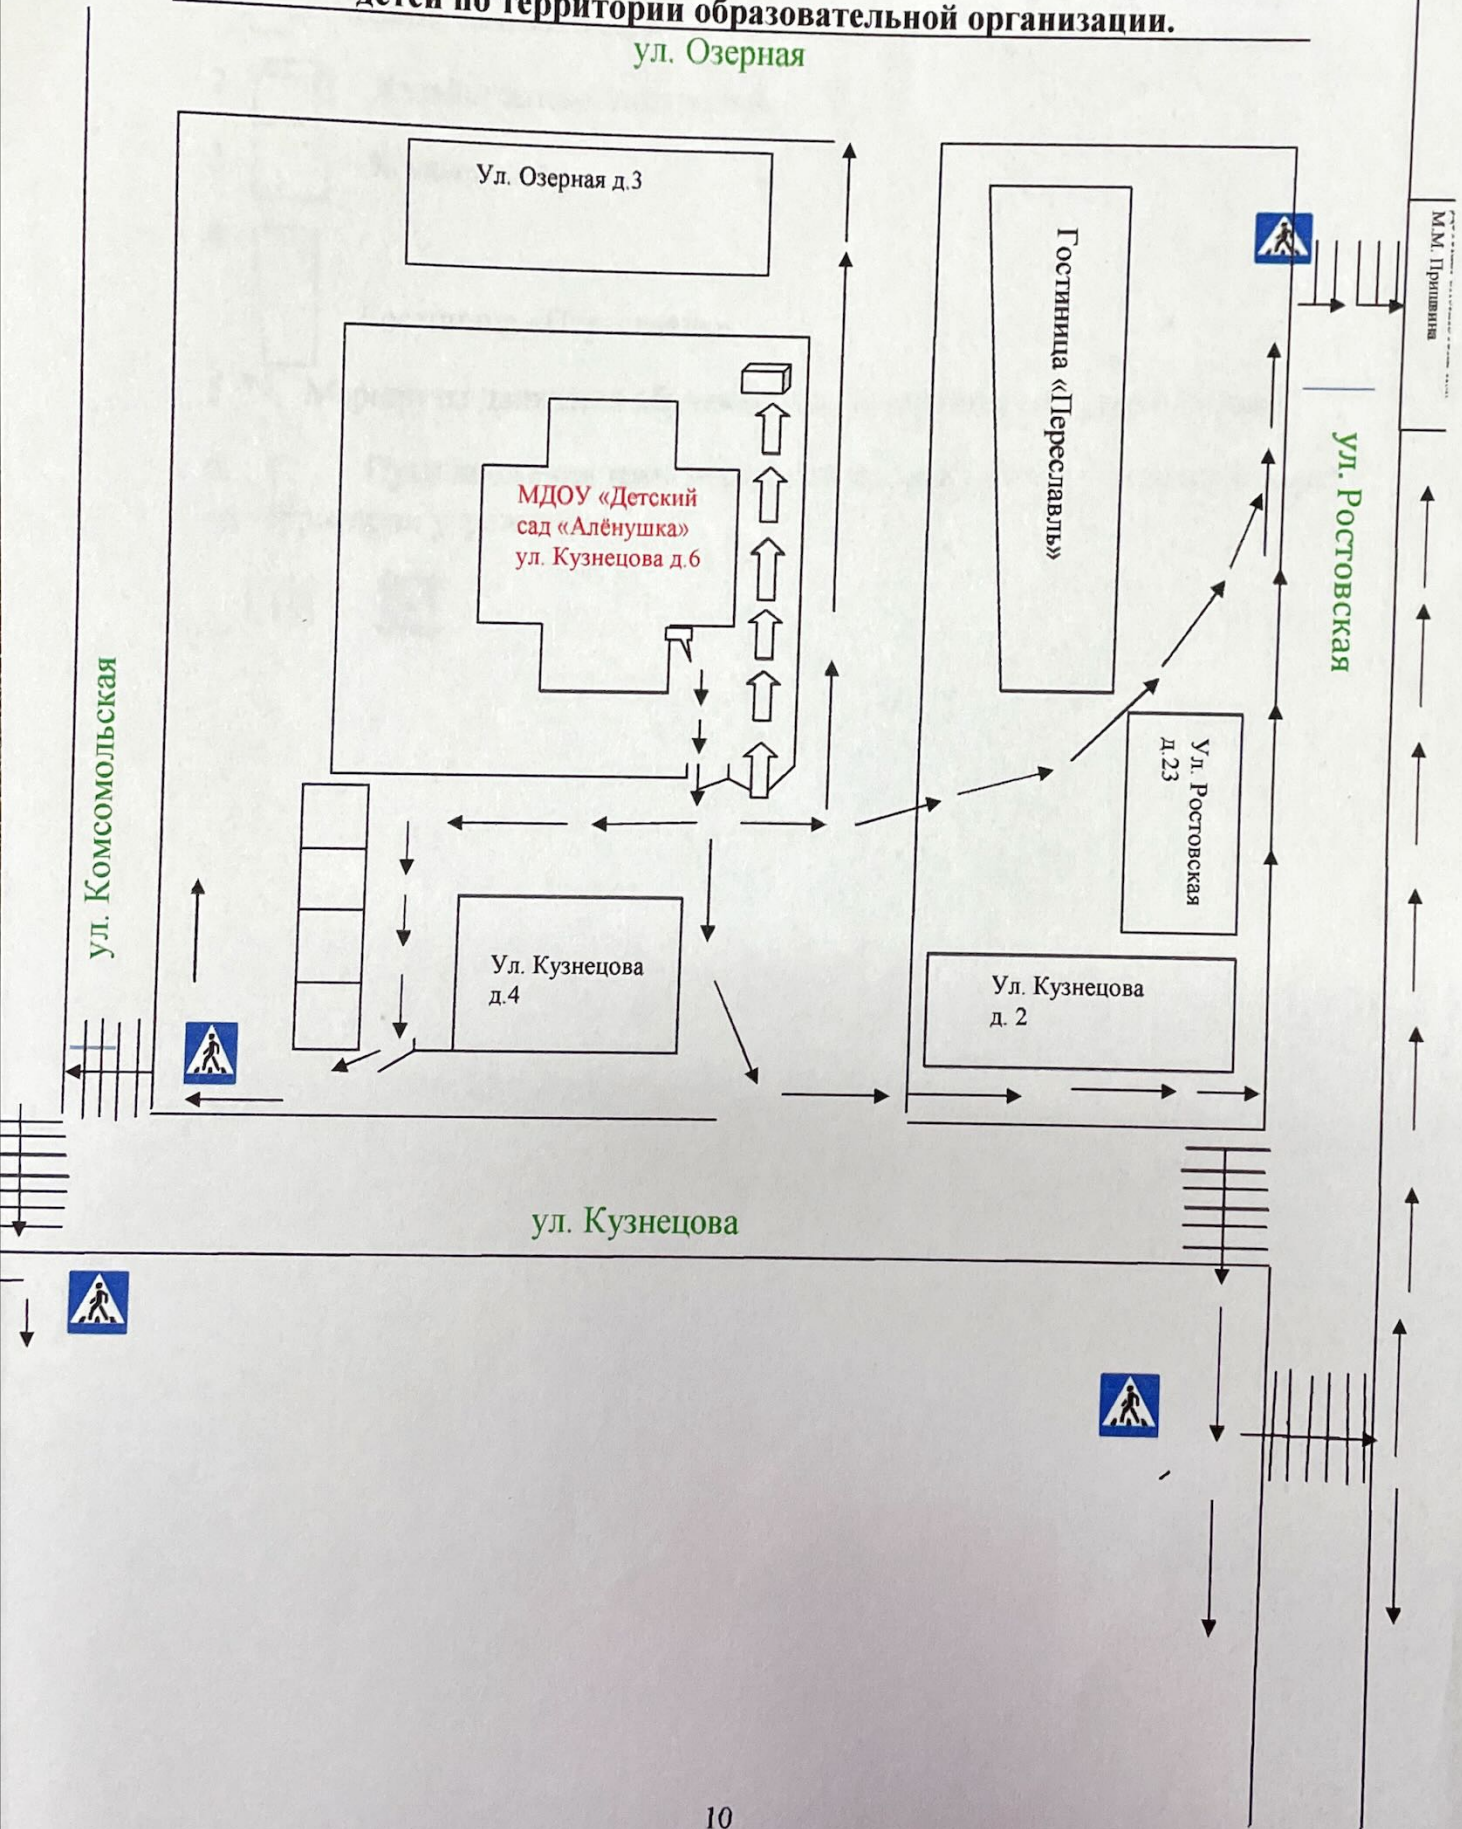 детей по территории образовательной организации.
ул. Озерная
Ул. Озерная д.3
Гостиница «Переславль»
М.М. Пришвина
МДОУ «Детский
сад «Алёнушка»
ул. Кузнецова д.6
ул. Ростовская
ул. Комсомольская
Ул. Ростовская
д.23
Ул. Кузнецова
д.4
Ул. Кузнецова
д. 2
ул. Кузнецова
10